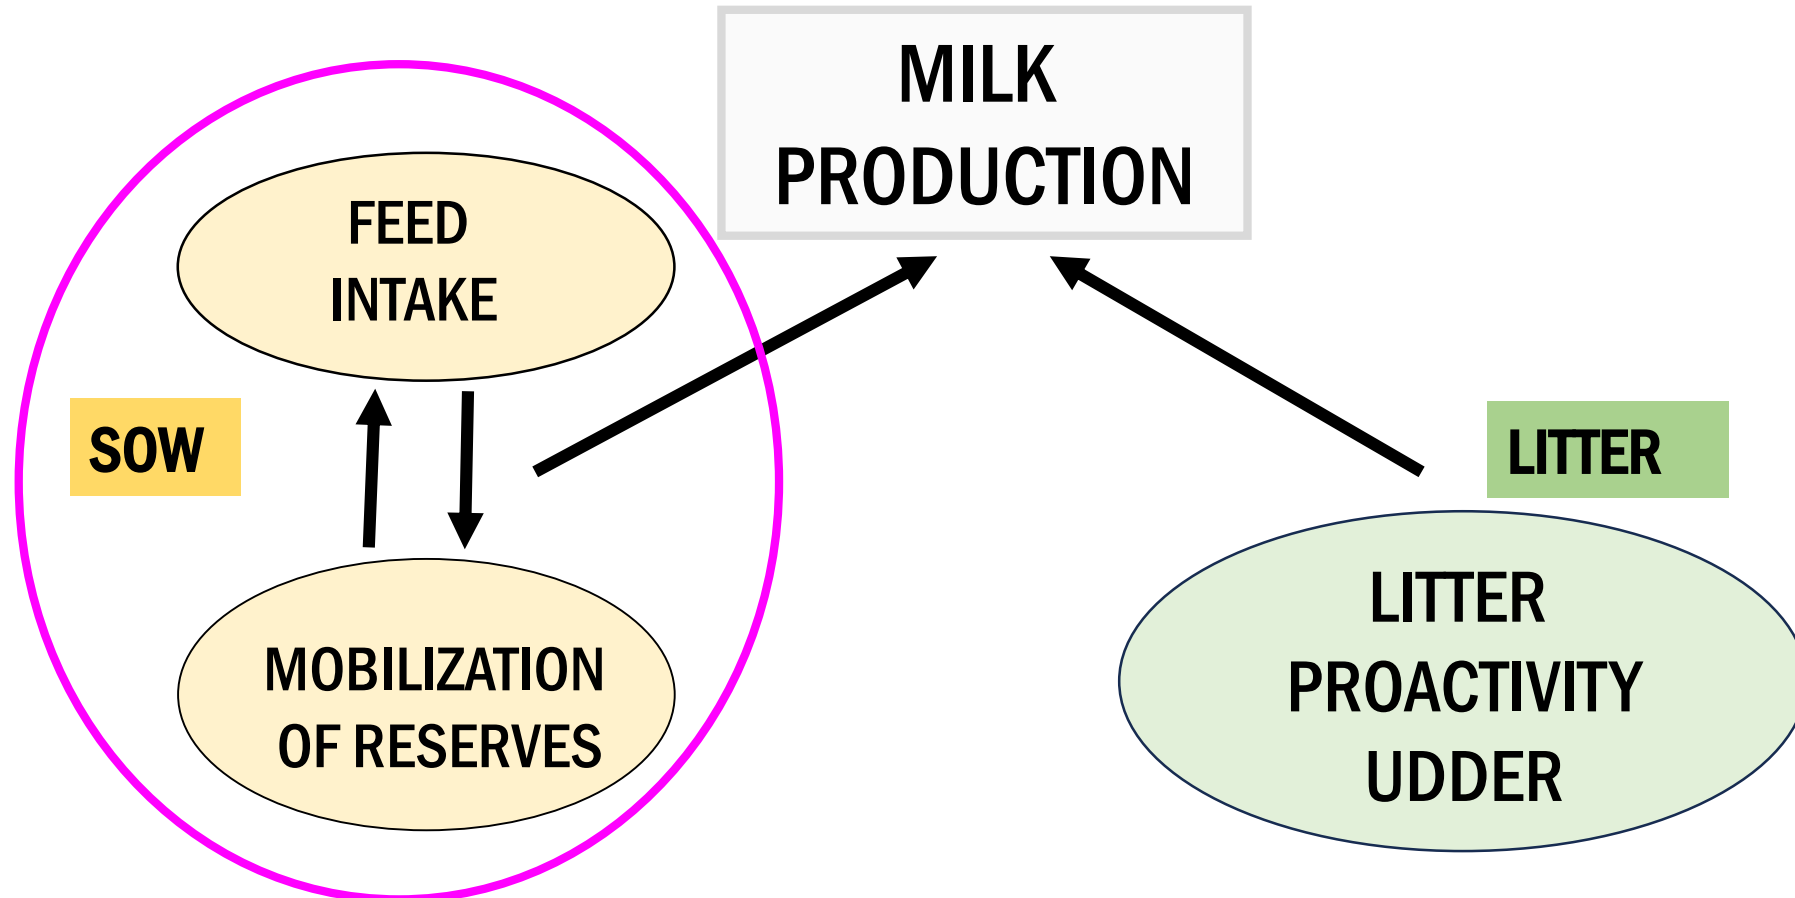 MILK
PRODUCTION
FEED
INTAKE
SOW
MOBILIZATION
OF RESERVES
LITTER
LITTER
PROACTIVITY
UDDER